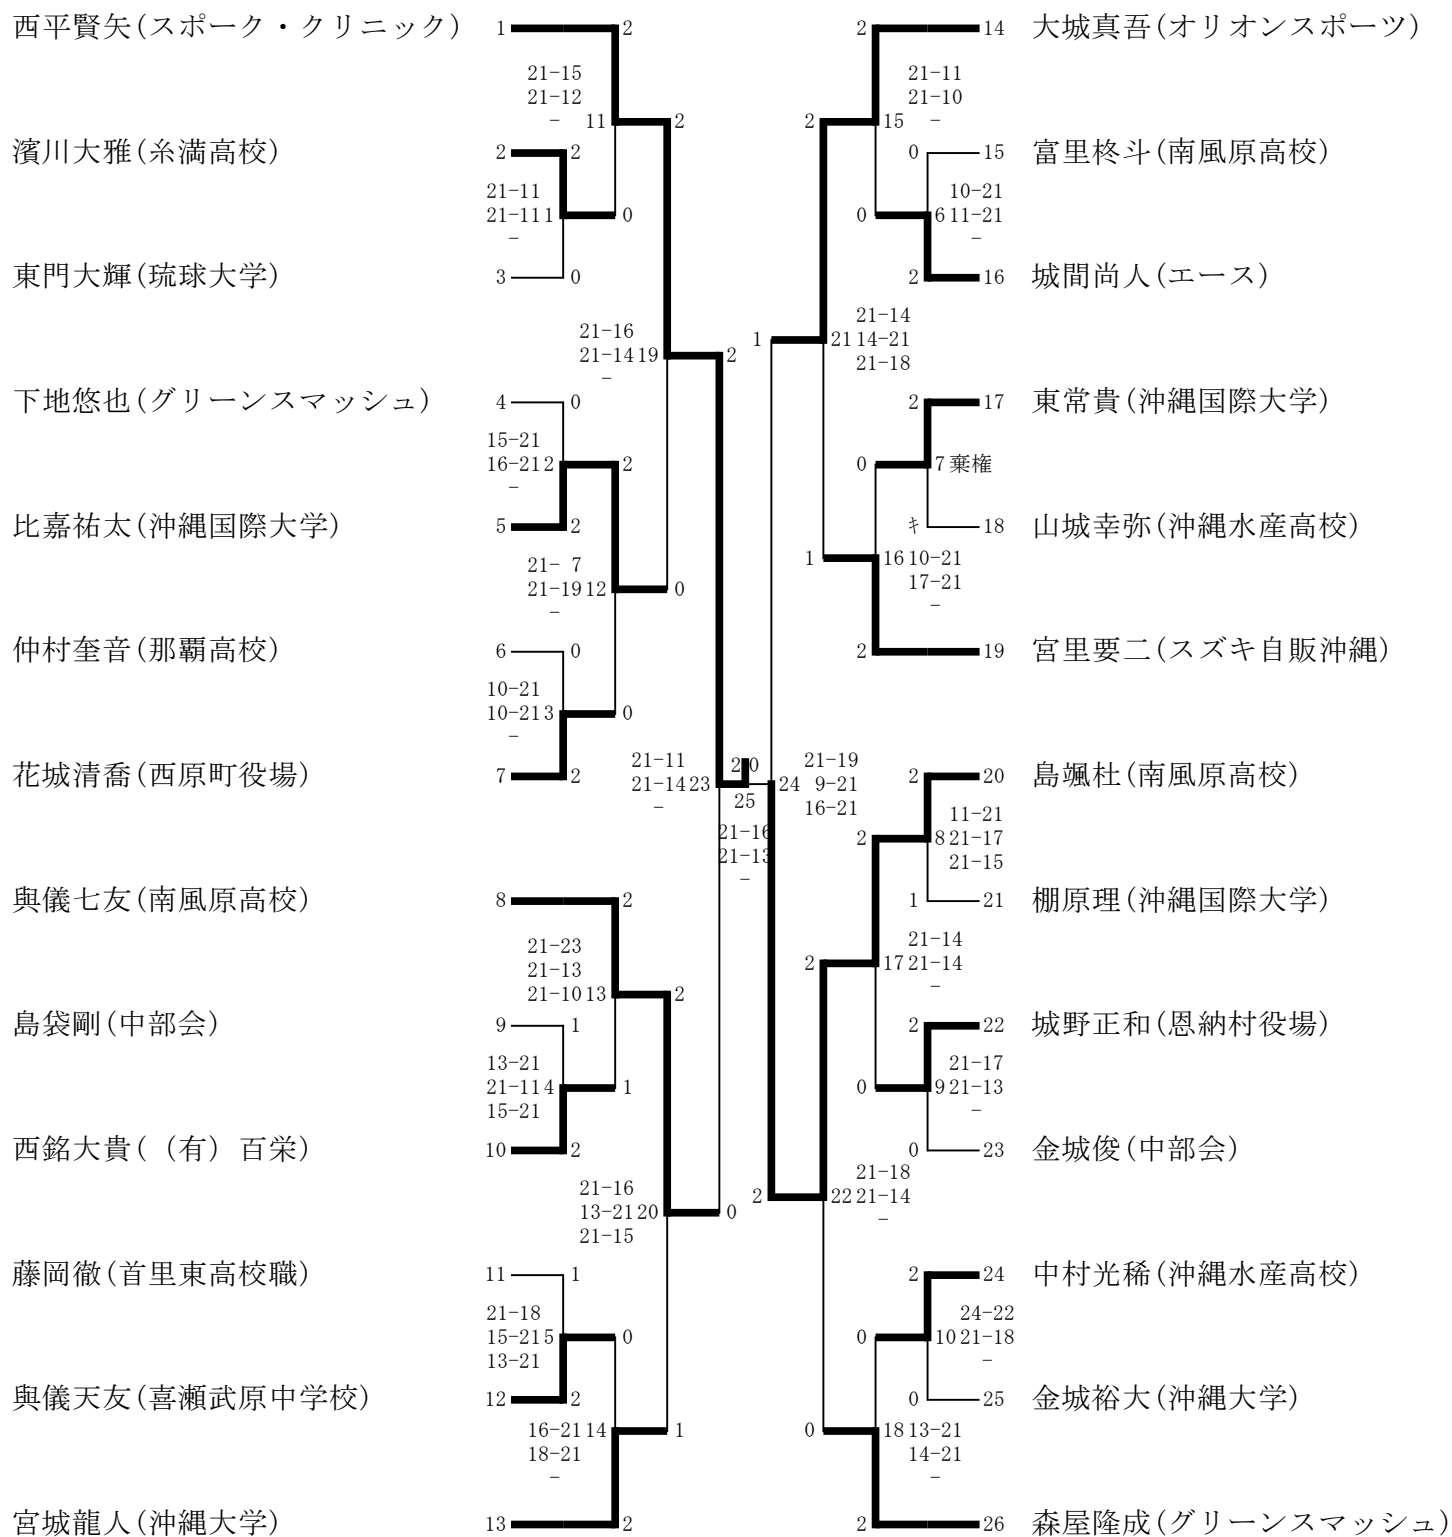 西平賢矢(スポーク・クリニック) 1 2 2 14 大城真吾(オリオンスポーツ)
21-15 21-11
21-12 21-10
- 11 2 2 15 -
濱川大雅(糸満高校) 2 2 0 15 富里柊斗(南風原高校)
21-11 10-21
21-11 1 0 0 6 11-21
- -
東門大輝(琉球大学) 3 0 2 16 城間尚人(エース)
21-16 21-14
21-14 19 2 1 21 14-21
- 21-18
下地悠也(グリーンスマッシュ) 4 0 2 17 東常貴(沖縄国際大学)
15-21
16-21 2 2 0 7 棄権
-
比嘉祐太(沖縄国際大学) 5 2 キ 18 山城幸弥(沖縄水産高校)
21- 7 1 16 10-21
21-19 12 0 17-21
- -
仲村奎音(那覇高校) 6 0 2 19 宮里要二(スズキ自販沖縄)
10-21
10-21 3 0
-
花城清喬(西原町役場) 7 2 21-11 2 0 21-19 2 20 島颯杜(南風原高校)
21-14 23 24 9-21
- 25 16-21 11-21
21-16 2 8 21-17
21-13 21-15
-
與儀七友(南風原高校) 8 2 1 21 棚原理(沖縄国際大学)
21-23 21-14
21-13 2 17 21-14
21-10 13 2 -
島袋剛(中部会) 9 1 2 22 城野正和(恩納村役場)
13-21 21-17
21-11 4 1 0 9 21-13
15-21 -
西銘大貴((有)百栄) 10 2 0 23 金城俊(中部会)
21-16 21-18
13-21 20 0 2 22 21-14
21-15 -
藤岡徹(首里東高校職) 11 1 2 24 中村光稀(沖縄水産高校)
21-18 24-22
15-21 5 0 0 10 21-18
13-21 -
與儀天友(喜瀬武原中学校) 12 2 0 25 金城裕大(沖縄大学)
16-21 14 1 0 18 13-21
18-21 14-21
- -
宮城龍人(沖縄大学) 13 2 2 26 森屋隆成(グリーンスマッシュ)